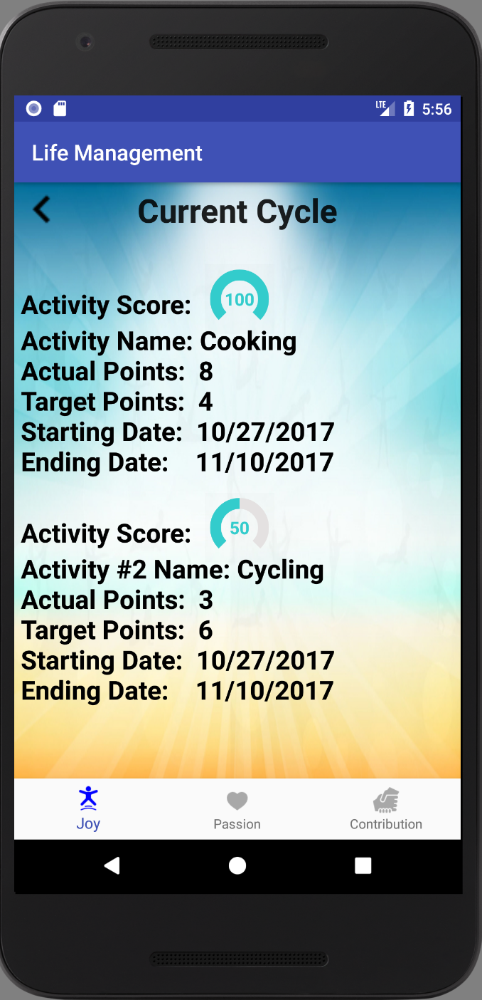 LTE 5:56
Life Management
Current Cycle
Activity Score: 100
Activity Name: Cooking
Actual Points: 8
Target Points: 4
Starting Date: 10/27/2017
Ending Date: 11/10/2017
Activity Score: 50
Activity #2 Name: Cycling
Actual Points: 3
Target Points: 6
Starting Date: 10/27/2017
Ending Date: 11/10/2017
Joy Passion Contribution